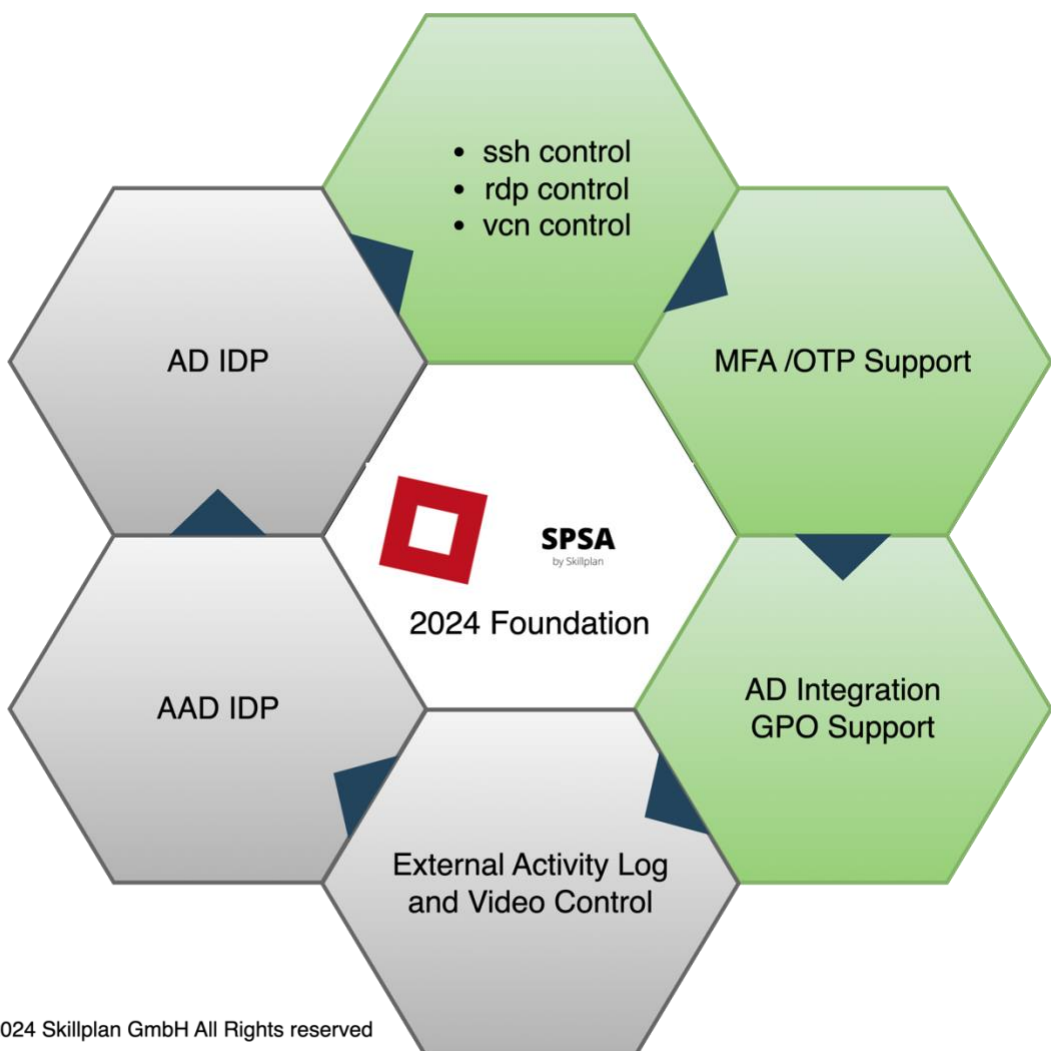 • ssh control
• rdp control
• vcn control
AD IDP
MFA /OTP Support
SPSA
by Skillplan
2024 Foundation
AAD IDP
AD Integration
GPO Support
External Activity Log
and Video Control
024 Skillplan GmbH All Rights reserved